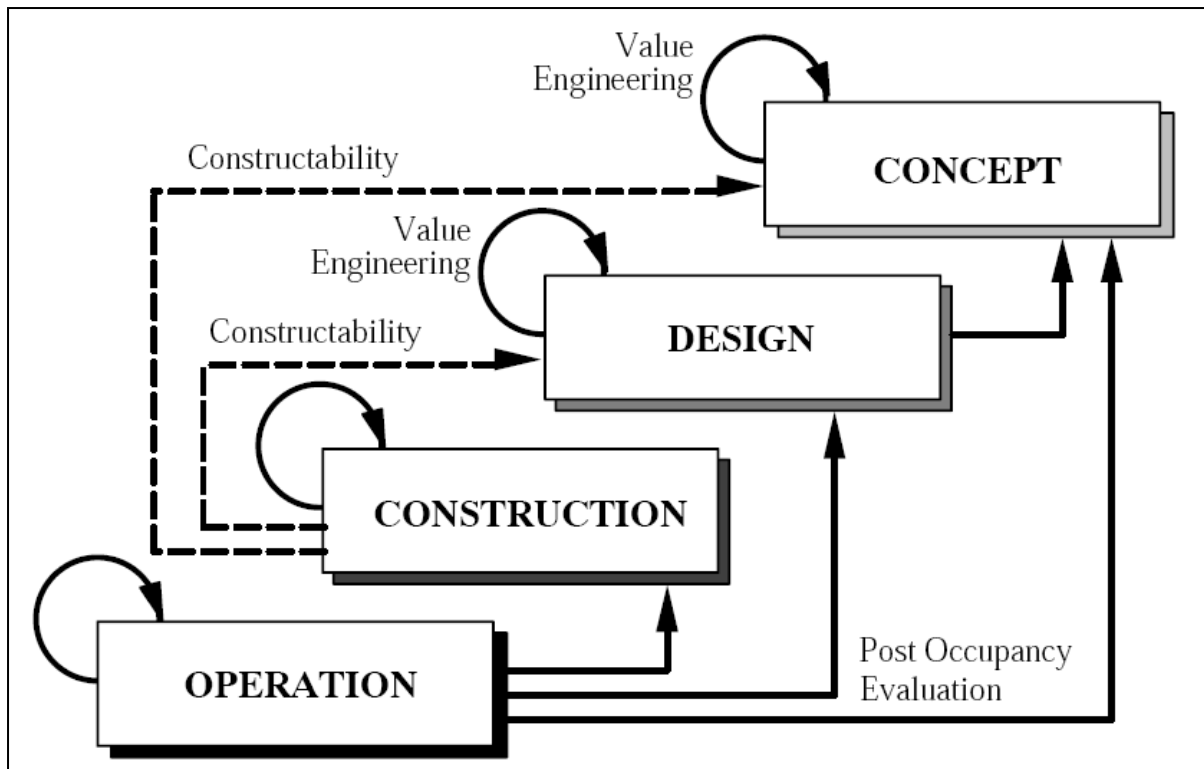 Value
Engineering
Constructability
CONCEPT
Value
Engineering
Constructability
DESIGN
CONSTRUCTION
Post Occupancy
Evaluation
OPERATION